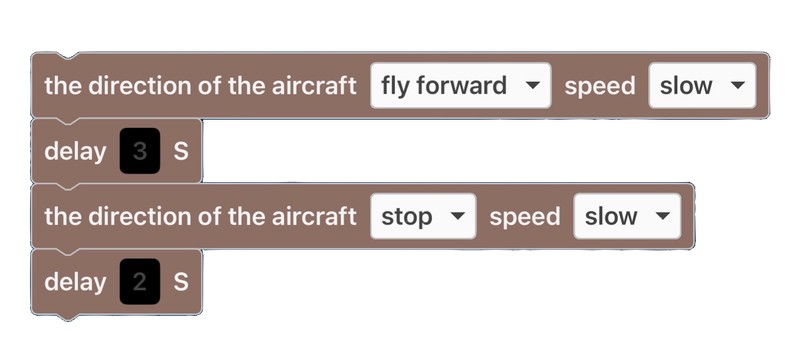 the direction of the aircraft fly forward speed slow
delay 3 S
the direction of the aircraft stop speed slow
delay 2 S